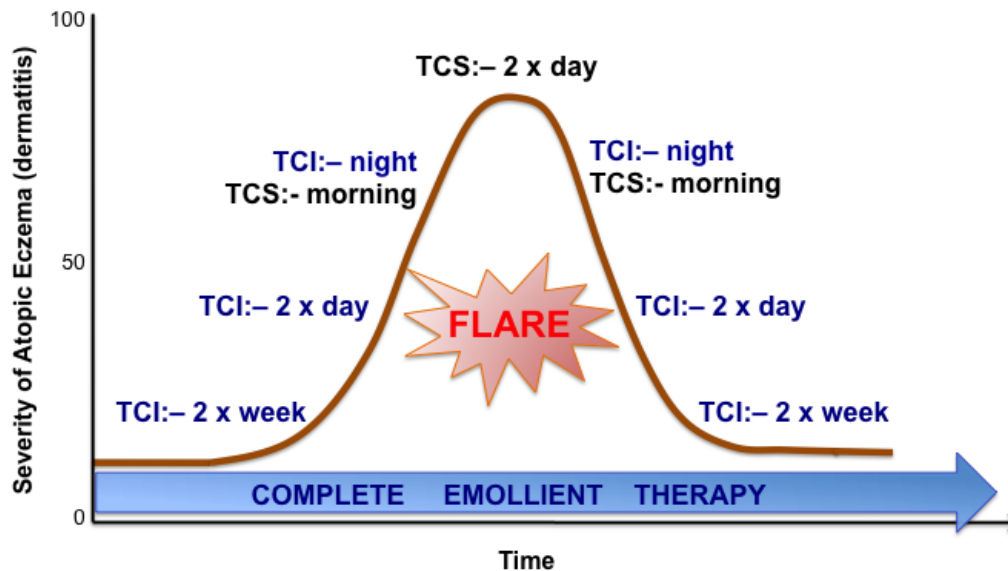 100
TCS:– 2 x day
TCI:– night
TCS:- morning
TCI:– night
TCS:- morning
Severity of Atopic Eczema (dermatitis)
50
TCI:– 2 x day
FLARE
TCI:– 2 x day
TCI:– 2 x week
TCI:– 2 x week
COMPLETE EMOLLIENT THERAPY
0
Time